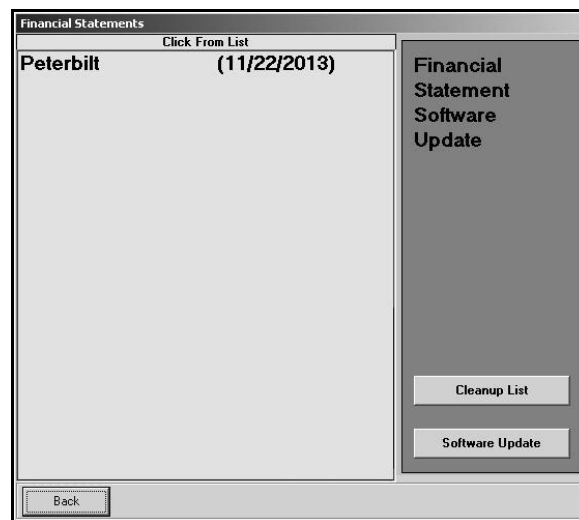 Financial Statements
Click From List
Peterbilt (11/22/2013)
Financial
Statement
Software
Update
Cleanup List
Software Update
Back